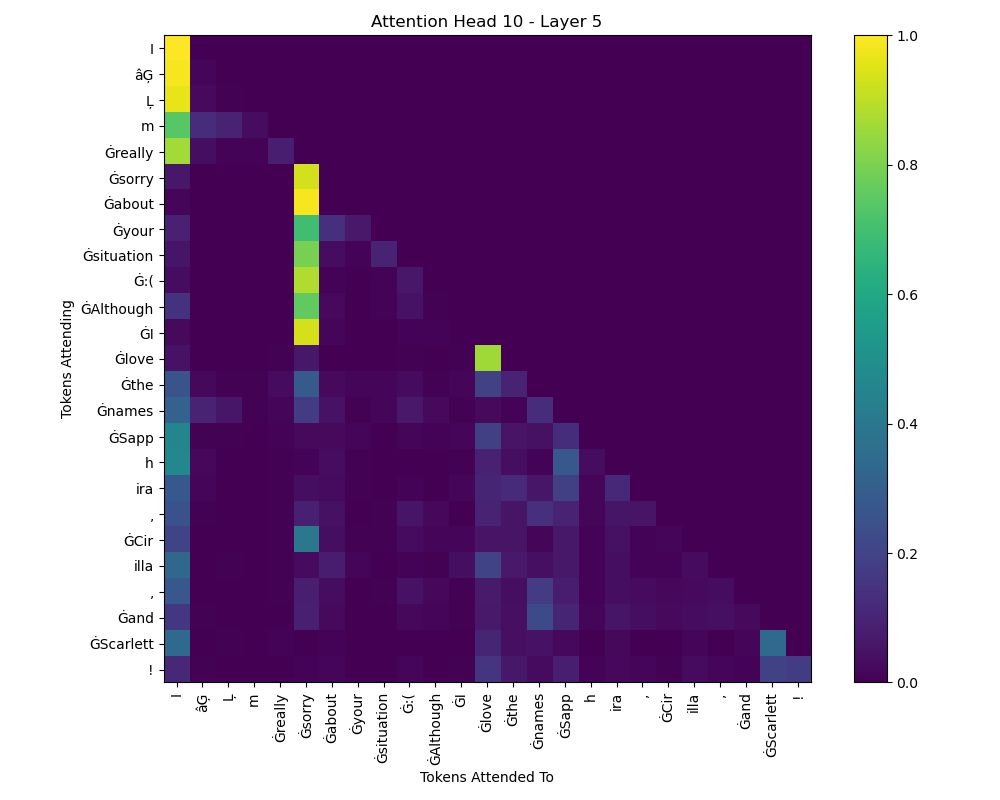 Attention Head 10 - Layer 5
Tokens Attending
I
âĢ
Ļ
m
Ġreally
Ġsorry
Ġabout
Ġyour
Ġsituation
Ġ:(
ĠAlthough
ĠI
Ġlove
Ġthe
Ġnames
ĠSapp
h
ira
,
ĠCir
illa
,
Ġand
ĠScarlett
!
I
âĢ
Ļ
m
Ġreally
Ġsorry
Ġabout
Ġyour
Ġsituation
Ġ:(
ĠAlthough
ĠI
Ġlove
Ġthe
Ġnames
ĠSapp
h
ira
,
ĠCir
illa
,
Ġand
ĠScarlett
!
Tokens Attended To
1.0
0.8
0.6
0.4
0.2
0.0